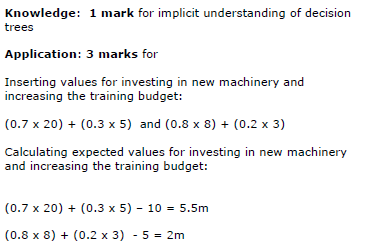 Knowledge:  1 mark for implicit understanding of decision
trees
Application: 3 marks for
Inserting values for investing in new machinery and
increasing the training budget:
(0.7 x 20) + (0.3 x 5)  and (0.8 x 8) + (0.2 x 3)
Calculating expected values for investing in new machinery
and increasing the training budget:
(0.7 x 20) + (0.3 x 5) – 10 = 5.5m
(0.8 x 8) + (0.2 x 3)  - 5 = 2m